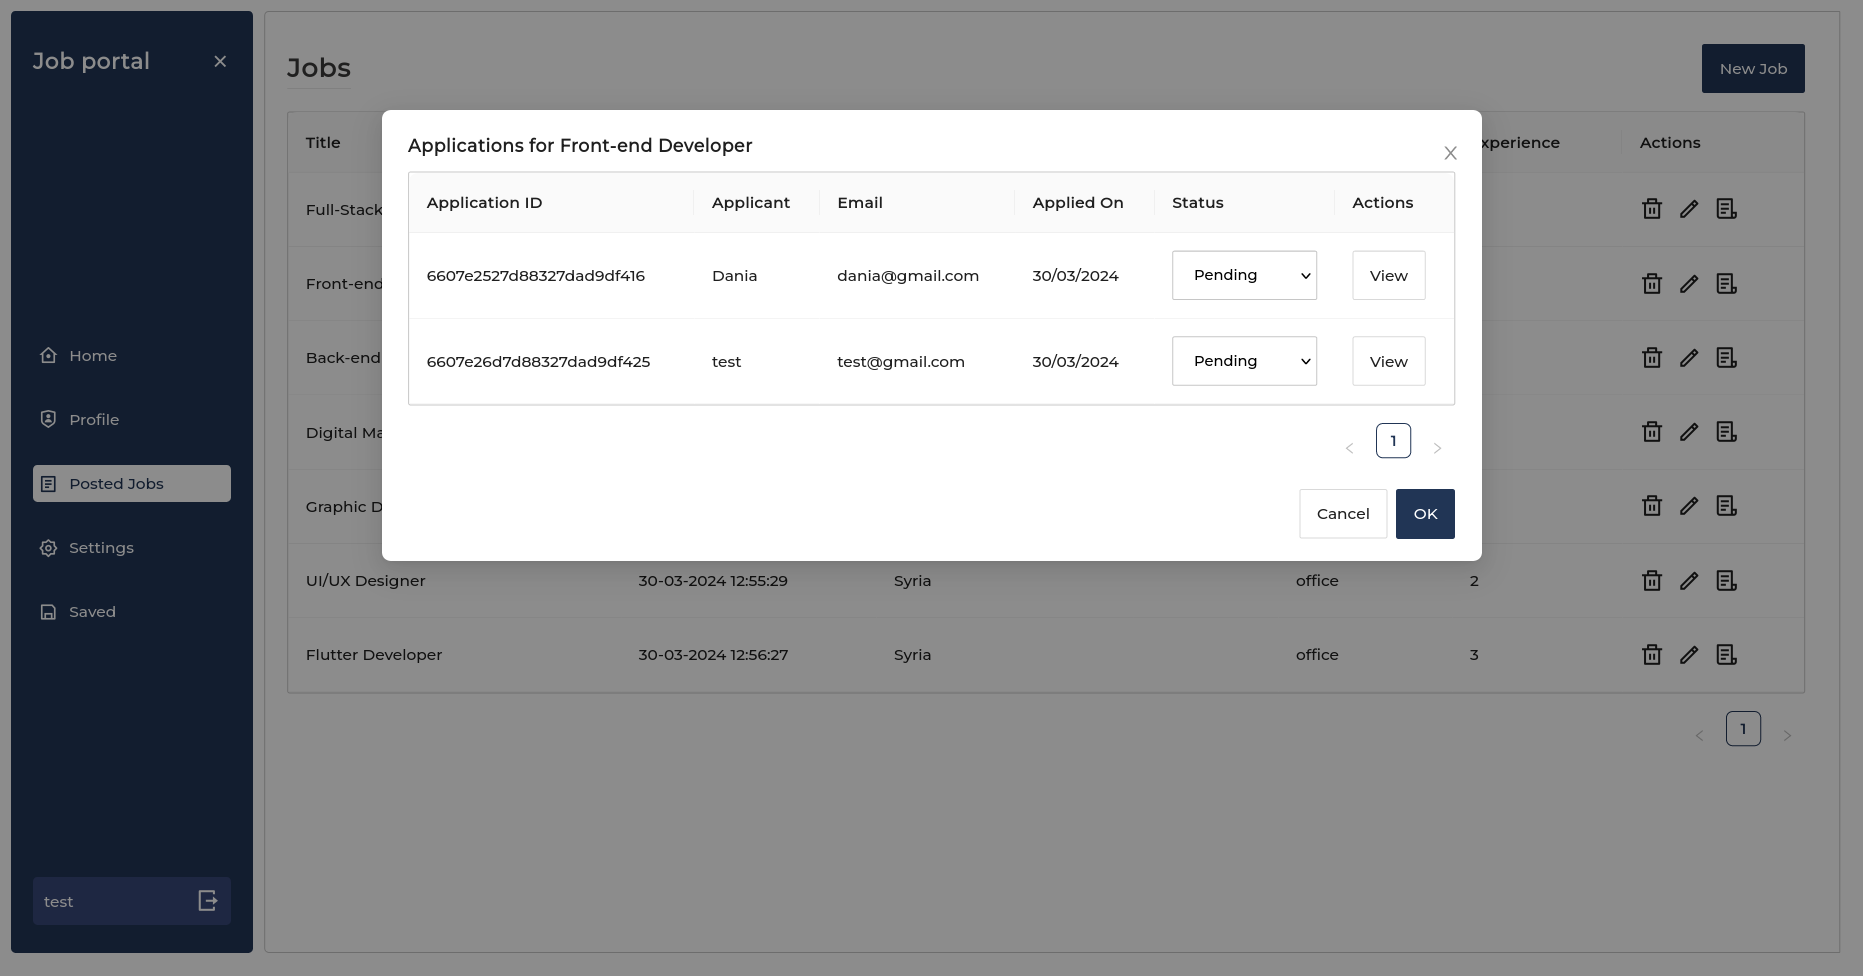 Job portal
Home
Profile
Posted Jobs
Settings
Saved
test
Jobs
New Job
Title
xperience
Actions
Full-Stack
Front-end
Back-end
Digital Ma
Graphic D
UI/UX Designer 30-03-2024 12:55:29 Syria office 2
Flutter Developer 30-03-2024 12:56:27 Syria office 3
< 1 >
Applications for Front-end Developer
Application ID Applicant Email Applied On Status Actions
6607e2527d88327dad9df416 Dania dania@gmail.com 30/03/2024 Pending View
6607e26d7d88327dad9df425 test test@gmail.com 30/03/2024 Pending View
< 1 >
Cancel OK